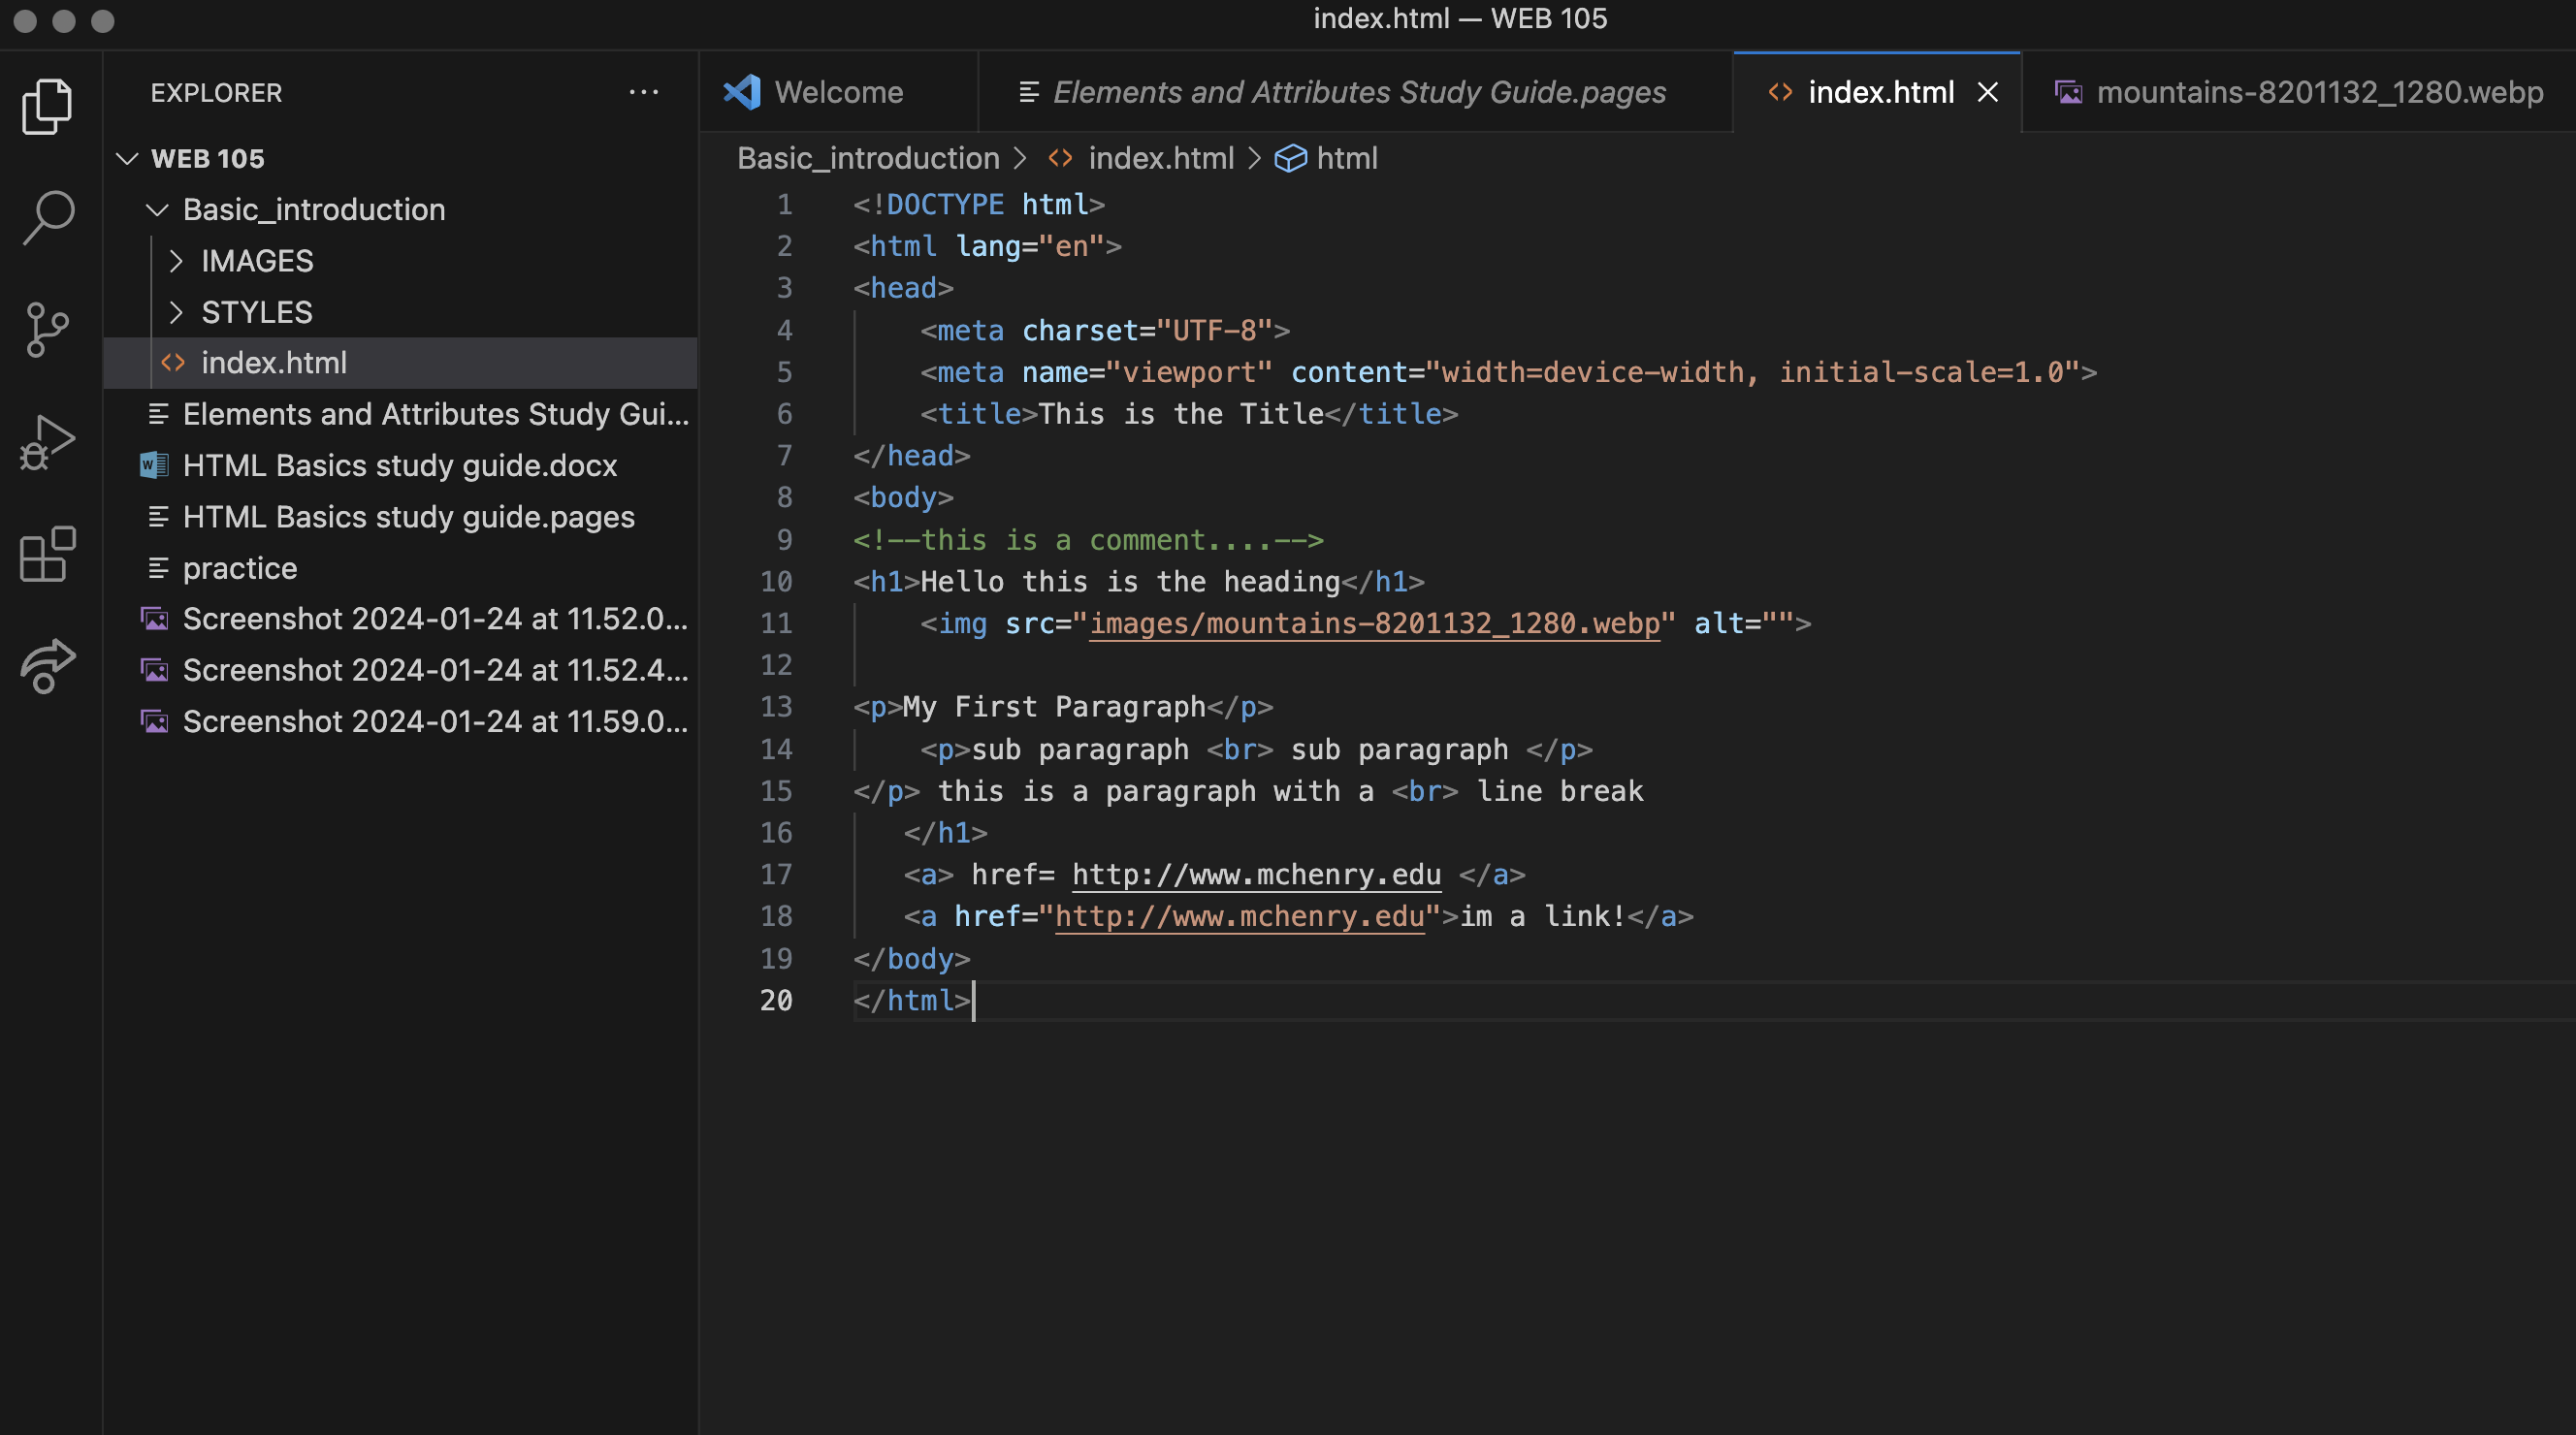 index.html — WEB 105
EXPLORER ...
WEB 105
Basic_introduction
IMAGES
STYLES
index.html
Elements and Attributes Study Gui...
HTML Basics study guide.docx
HTML Basics study guide.pages
practice
Screenshot 2024-01-24 at 11.52.0...
Screenshot 2024-01-24 at 11.52.4...
Screenshot 2024-01-24 at 11.59.0...
Welcome Elements and Attributes Study Guide.pages index.html mountains-8201132_1280.webp
Basic_introduction > <> index.html > html
1 <!DOCTYPE html>
2 <html lang="en">
3 <head>
4     <meta charset="UTF-8">
5     <meta name="viewport" content="width=device-width, initial-scale=1.0">
6     <title>This is the Title</title>
7 </head>
8 <body>
9 <!--this is a comment....-->
10 <h1>Hello this is the heading</h1>
11     <img src="images/mountains-8201132_1280.webp" alt="">
12
13 <p>My First Paragraph</p>
14     <p>sub paragraph <br> sub paragraph </p>
15 </p> this is a paragraph with a <br> line break
16    </h1>
17    <a> href= http://www.mchenry.edu </a>
18    <a href="http://www.mchenry.edu">im a link!</a>
19 </body>
20 </html>